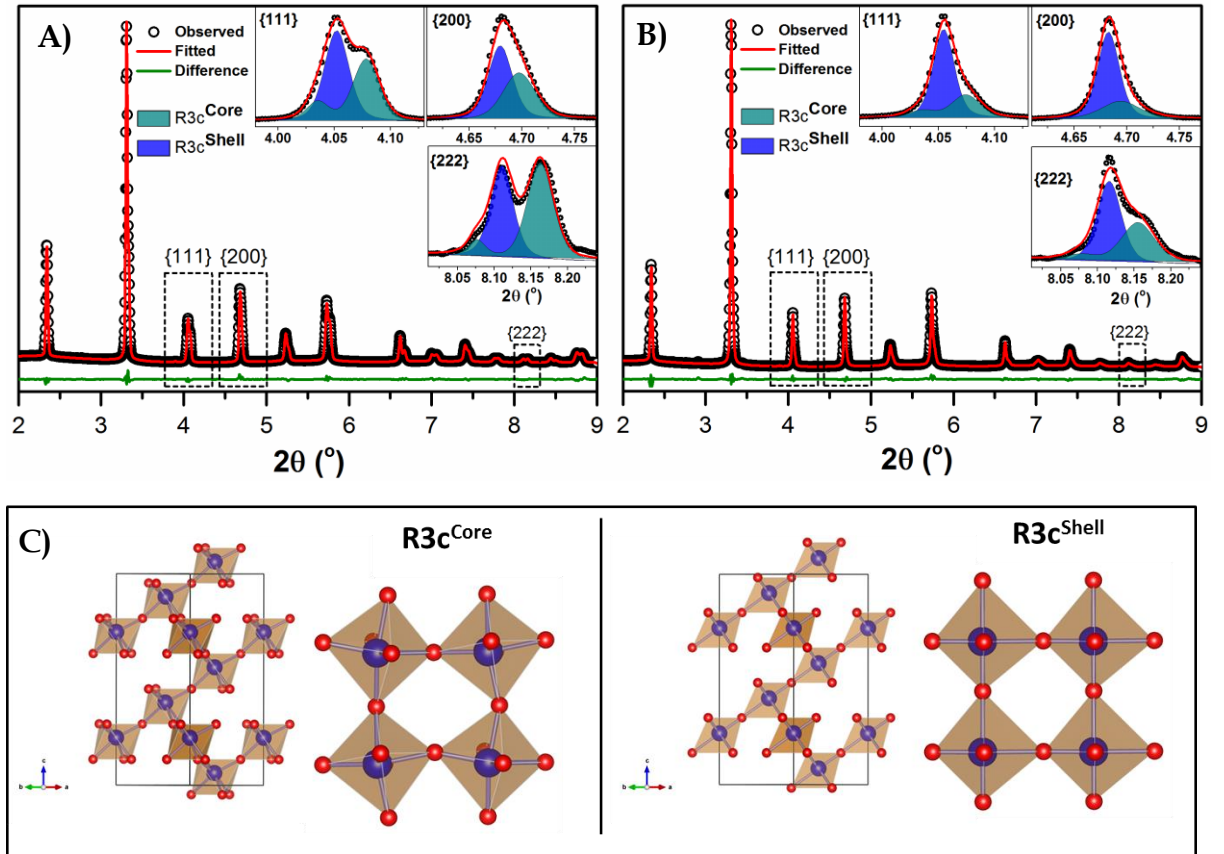 A)
Observed
Fitted
Difference
R3c^Core
R3c^Shell
{111}
4.00 4.05 4.10
{200}
4.65 4.70 4.75
{222}
8.05 8.10 8.15 8.20
2θ (°)
{111} {200}
{222}
2 3 4 5 6 7 8 9
2θ (°)
B)
Observed
Fitted
Difference
R3c^Core
R3c^Shell
{111}
4.00 4.05 4.10
{200}
4.65 4.70 4.75
{222}
8.05 8.10 8.15 8.20
2θ (°)
{111} {200}
{222}
2 3 4 5 6 7 8 9
2θ (°)
C)
R3c^Core
c
b a
R3c^Shell
c
b a